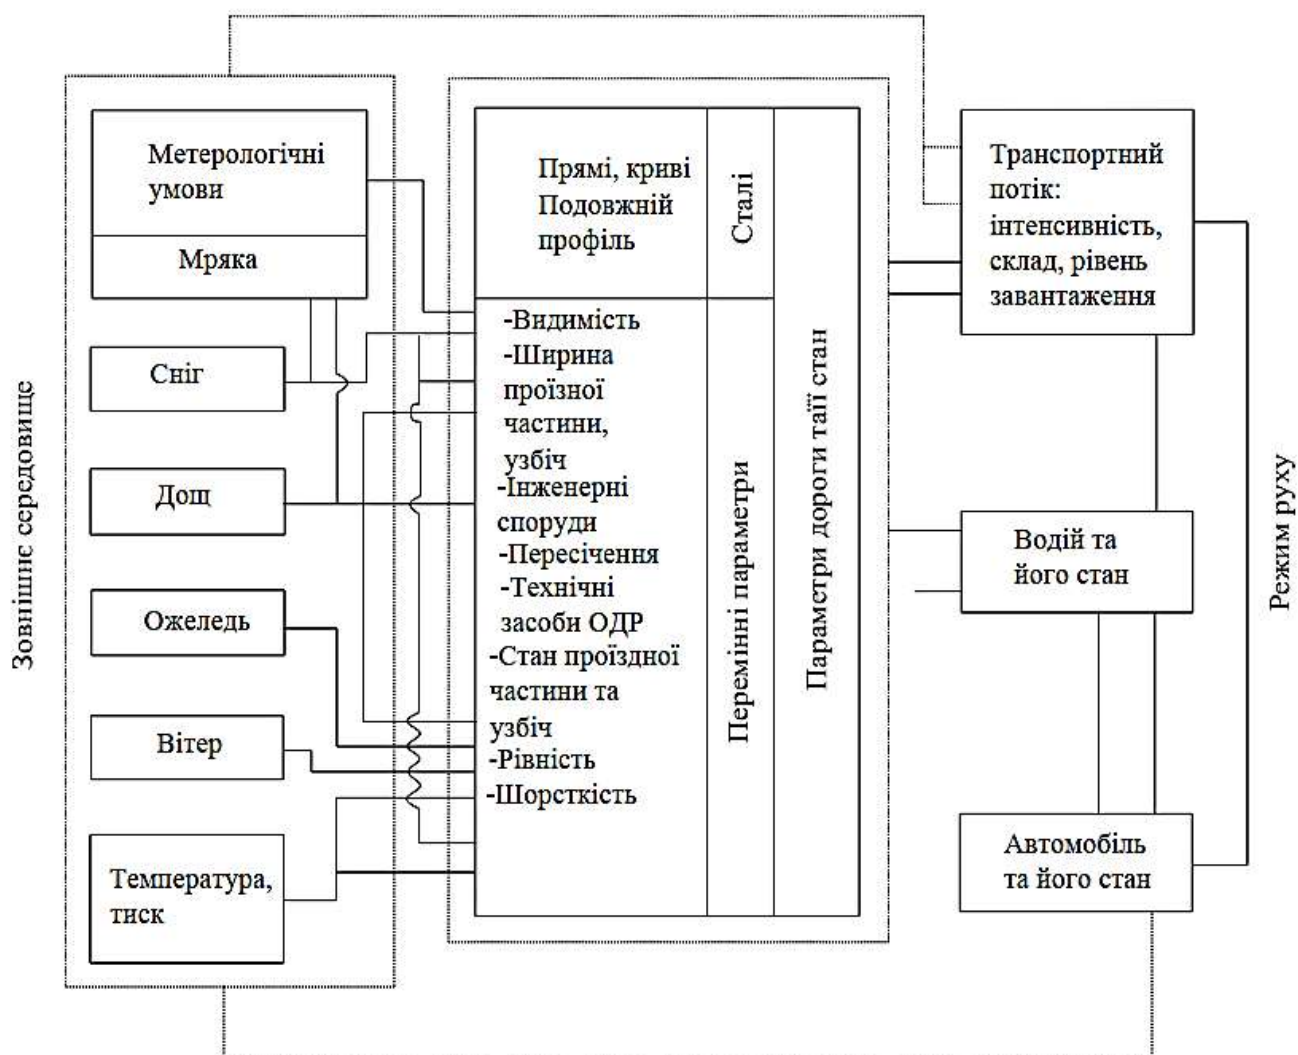 Зовнішнє середовище
Метерологічні
умови
Мряка
Сніг
Дощ
Ожеледь
Вітер
Температура,
тиск
Прямі, криві
Подовжній
профіль
Сталі
-Видимість
-Ширина
проїзної
частини,
узбіч
-Інженерні
споруди
-Пересічення
-Технічні
засоби ОДР
-Стан проїздної
частини та
узбіч
-Рівність
-Шорсткість
Перемінні параметри
Параметри дороги таїї стан
Транспортний
потік:
інтенсивність,
склад, рівень
завантаження
Водій та
його стан
Автомобіль
та його стан
Режим руху